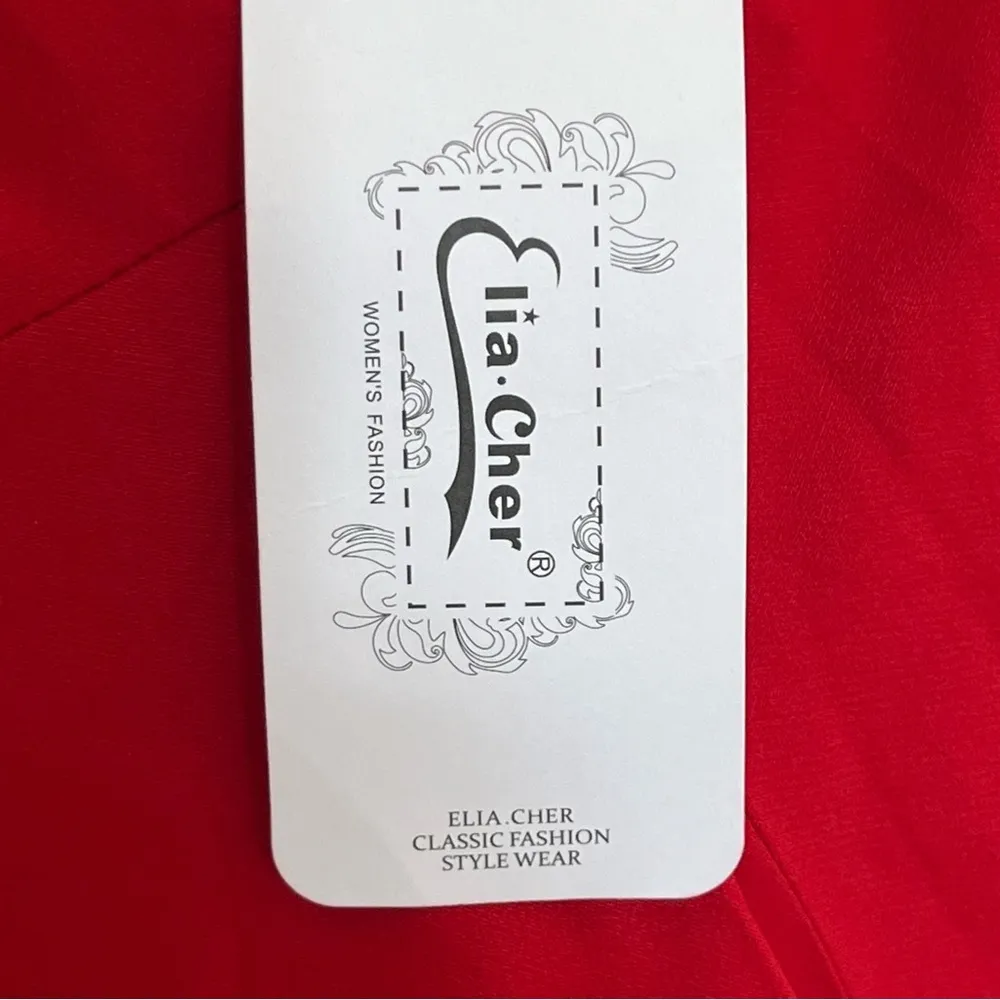 Elia·Cher®
WOMEN'S FASHION
ELIA.CHER
CLASSIC FASHION
STYLE WEAR